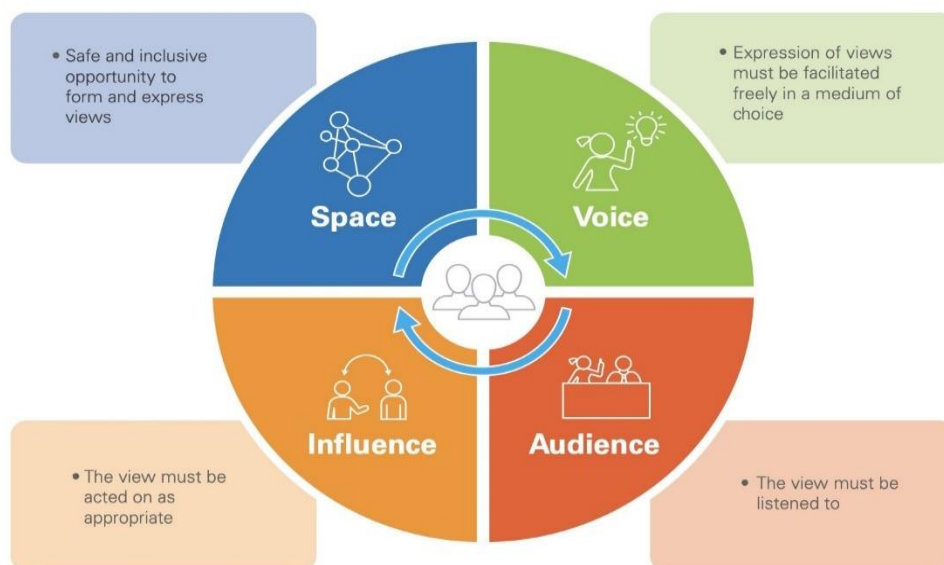 • Safe and inclusive
opportunity to
form and express
views
• Expression of views
must be facilitated
freely in a medium of
choice
Space
Voice
Influence
Audience
• The view must be
acted on as
appropriate
• The view must be
listened to